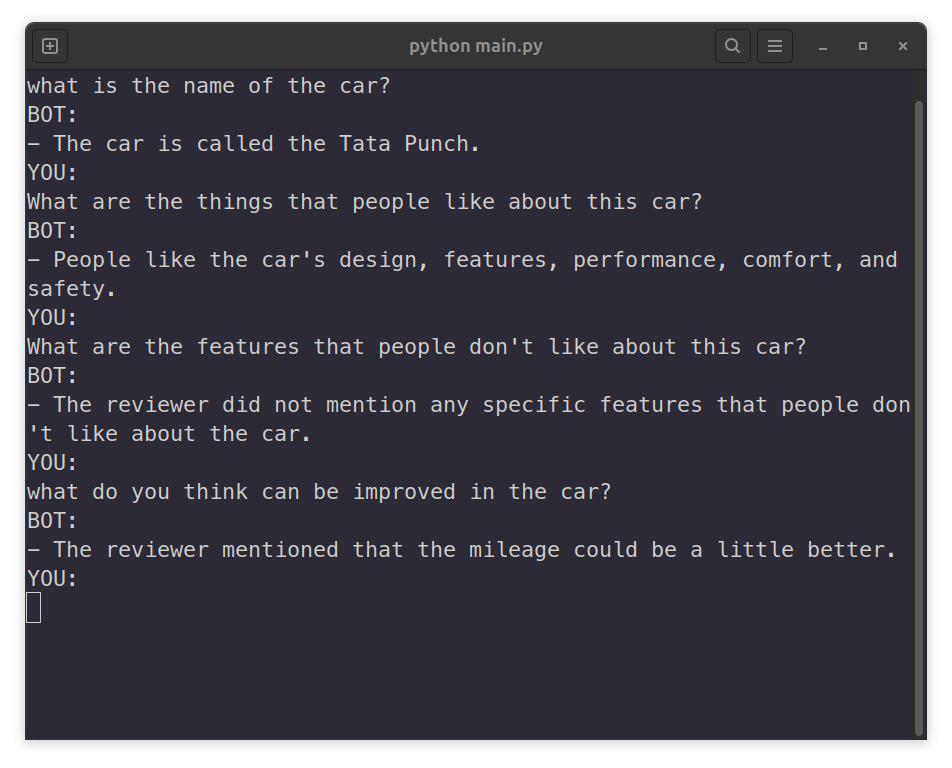 python main.py
what is the name of the car?
BOT:
- The car is called the Tata Punch.
YOU:
What are the things that people like about this car?
BOT:
- People like the car's design, features, performance, comfort, and
safety.
YOU:
What are the features that people don't like about this car?
BOT:
- The reviewer did not mention any specific features that people don
't like about the car.
YOU:
what do you think can be improved in the car?
BOT:
- The reviewer mentioned that the mileage could be a little better.
YOU: